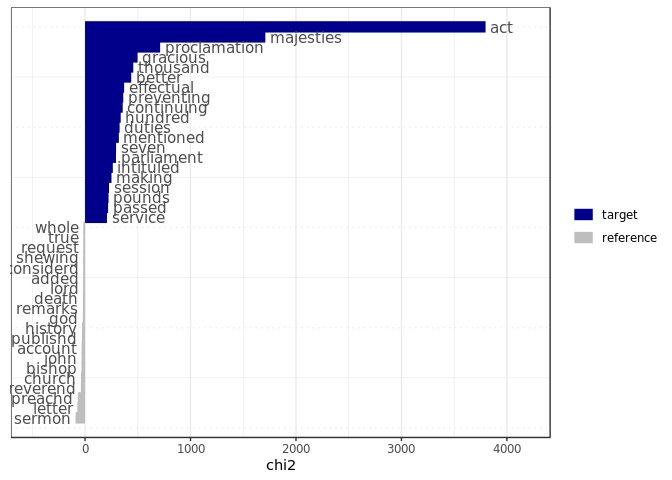 act
majesties
proclamation
gracious
thousand
better
effectual
preventing
continuing
hundred
duties
mentioned
seven
parliament
intituled
making
session
pounds
passed
service
whole
true
request
shewing
considerd
added
lord
death
remarks
god
history
publishd
account
john
bishop
church
reverend
preachd
letter
sermon
target
reference
0 1000 2000 3000 4000
chi2